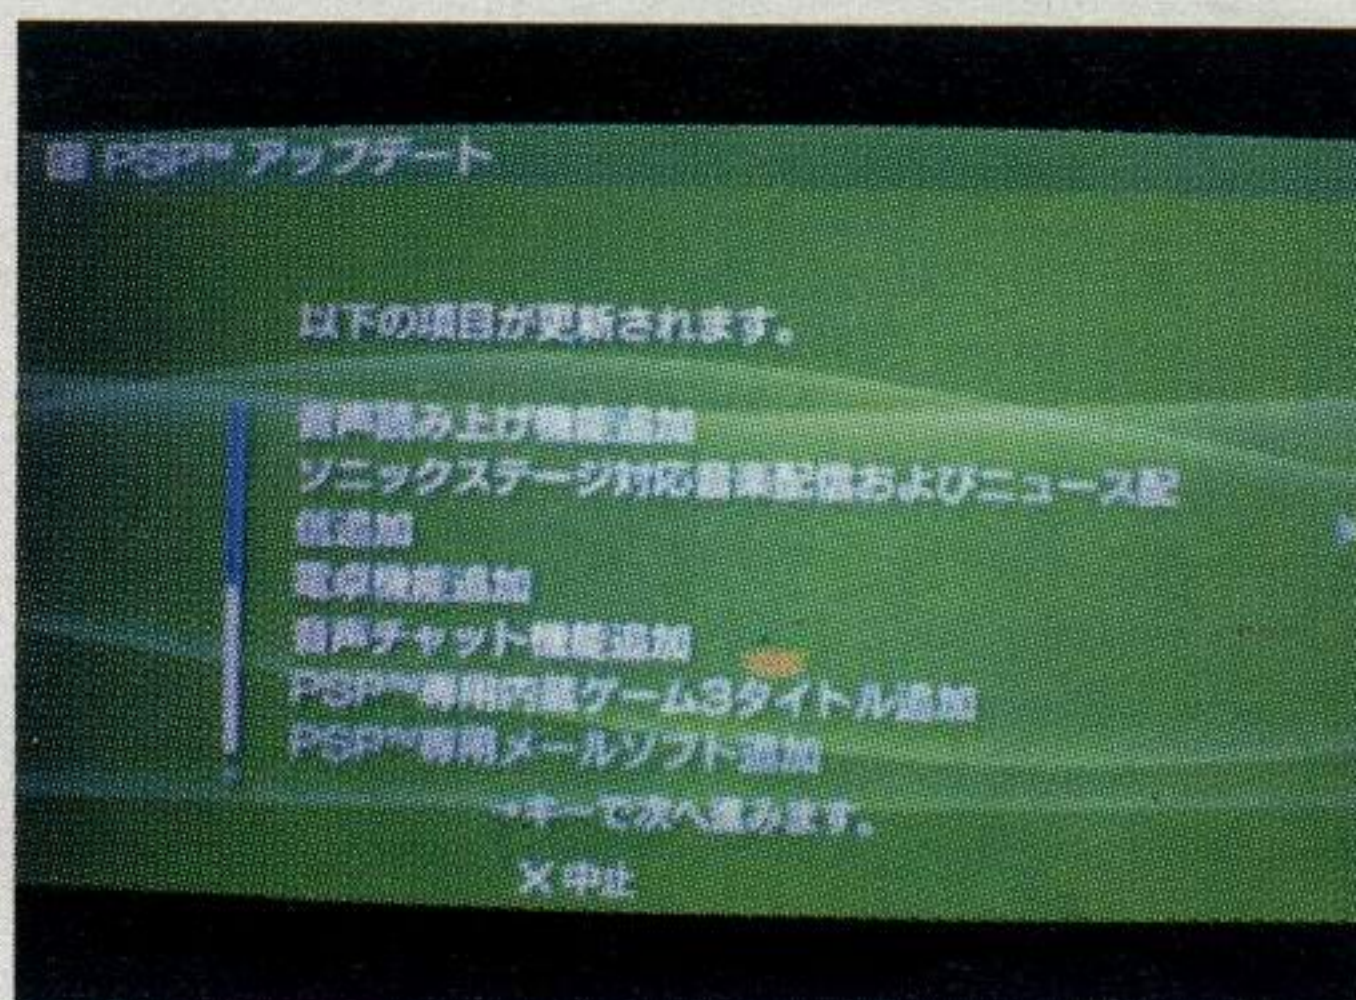 PSP™ アップデート
以下の項目が更新されます。
音声読み上げ機能追加
ソニックステージ対応音楽配信およびニュース配
信追加
電卓機能追加
音声チャット機能追加
PSP™専用内蔵ゲーム3タイトル追加
PSP™専用メールソフト追加
→キーで次へ進みます。
✕ 中止